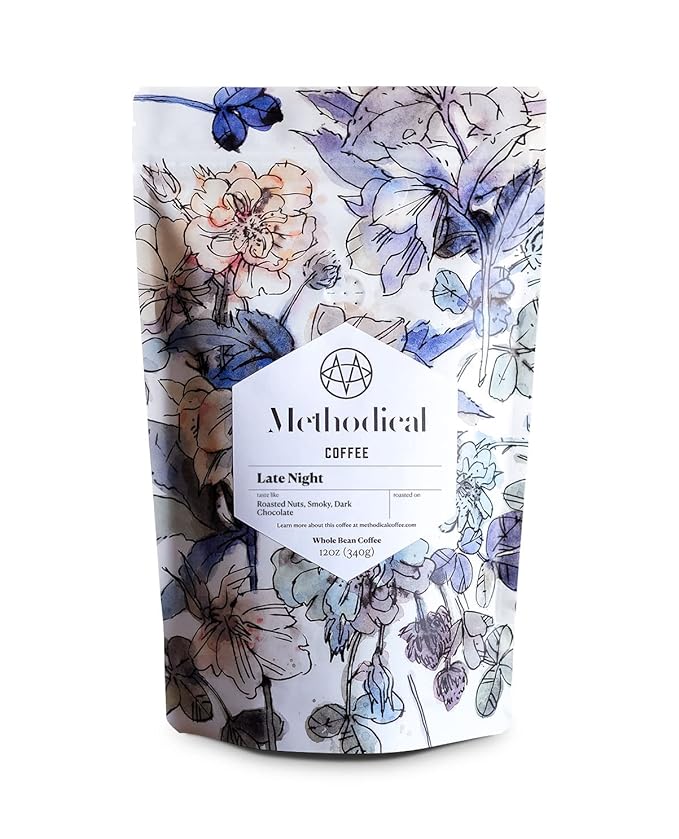 Methodical
COFFEE
Late Night
taste like
Roasted Nuts, Smoky, Dark
Chocolate
roasted on
Learn more about this coffee at methodicalcoffee.com
Whole Bean Coffee
12oz (340g)